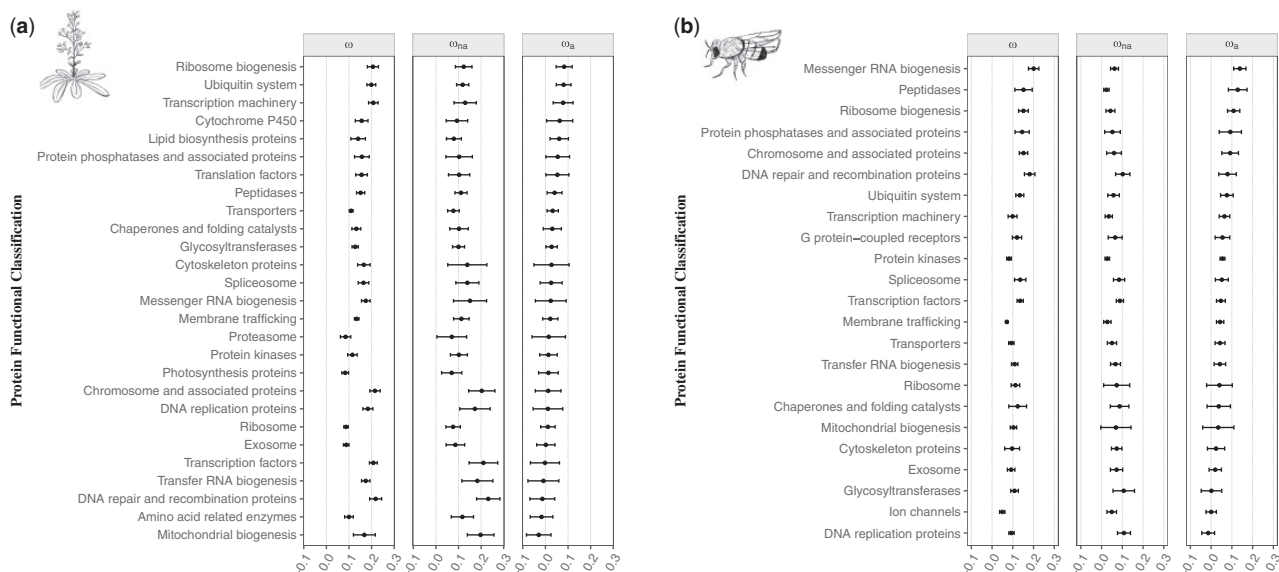 (a)
ω ωna ωa
Protein Functional Classification
Ribosome biogenesis
Ubiquitin system
Transcription machinery
Cytochrome P450
Lipid biosynthesis proteins
Protein phosphatases and associated proteins
Translation factors
Peptidases
Transporters
Chaperones and folding catalysts
Glycosyltransferases
Cytoskeleton proteins
Spliceosome
Messenger RNA biogenesis
Membrane trafficking
Proteasome
Protein kinases
Photosynthesis proteins
Chromosome and associated proteins
DNA replication proteins
Ribosome
Exosome
Transcription factors
Transfer RNA biogenesis
DNA repair and recombination proteins
Amino acid related enzymes
Mitochondrial biogenesis
-0.1 0.0 0.1 0.2 0.3 -0.1 0.0 0.1 0.2 0.3 -0.1 0.0 0.1 0.2 0.3
(b)
ω ωna ωa
Protein Functional Classification
Messenger RNA biogenesis
Peptidases
Ribosome biogenesis
Protein phosphatases and associated proteins
Chromosome and associated proteins
DNA repair and recombination proteins
Ubiquitin system
Transcription machinery
G protein−coupled receptors
Protein kinases
Spliceosome
Transcription factors
Membrane trafficking
Transporters
Transfer RNA biogenesis
Ribosome
Chaperones and folding catalysts
Mitochondrial biogenesis
Cytoskeleton proteins
Exosome
Glycosyltransferases
Ion channels
DNA replication proteins
-0.1 0.0 0.1 0.2 0.3 -0.1 0.0 0.1 0.2 0.3 -0.1 0.0 0.1 0.2 0.3